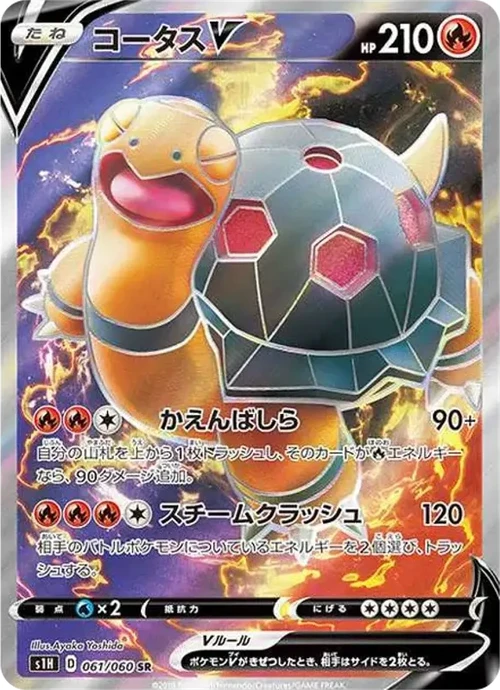 たね コータスV HP 210
かえんばしら 90+
自分の山札を上から1枚トラッシュし、そのカードが エネルギー
なら、90ダメージ追加。
スチームクラッシュ 120
相手のバトルポケモンについているエネルギーを2個選び、トラッ
シュする。
弱点 ×2 抵抗力 にげる
Illus. Ayaka Yoshida
Vルール
s1H D 061/060 SR
ポケモンVがきぜつしたとき、相手はサイドを2枚とる。
Nintendo/Creatures/GAME FREAK.